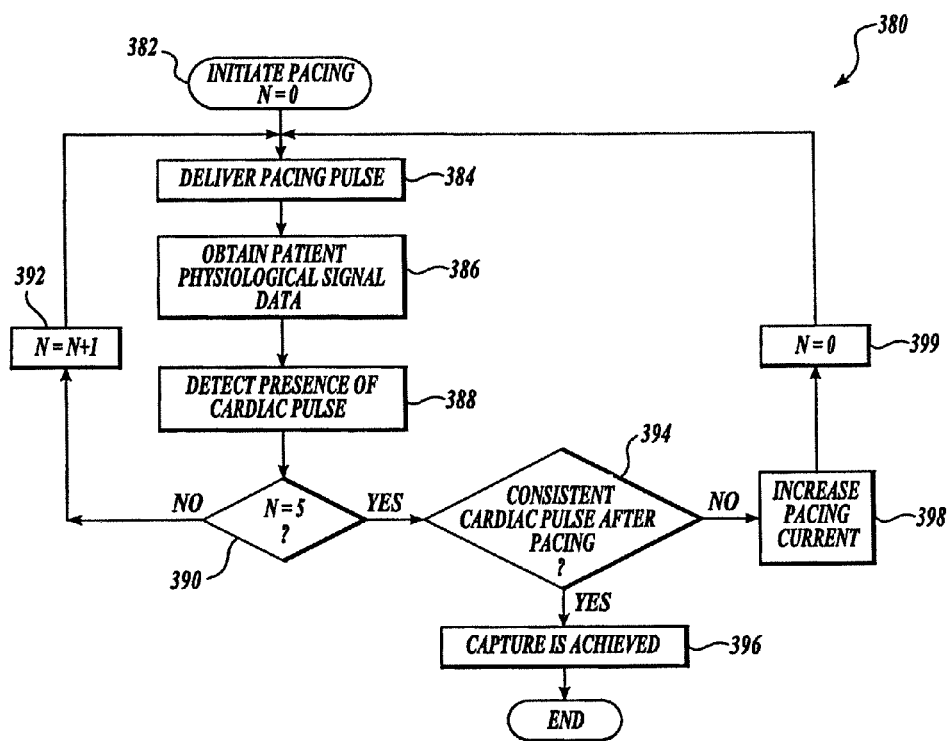 380
382
INITIATE PACING
N = 0
DELIVER PACING PULSE
384
OBTAIN PATIENT
PHYSIOLOGICAL SIGNAL
DATA
386
392
N = N+1
N = 0
399
DETECT PRESENCE OF
CARDIAC PULSE
388
394
NO
N = 5
?
YES
390
CONSISTENT
CARDIAC PULSE AFTER
PACING
?
NO
INCREASE
PACING
CURRENT
398
YES
CAPTURE IS ACHIEVED
396
END